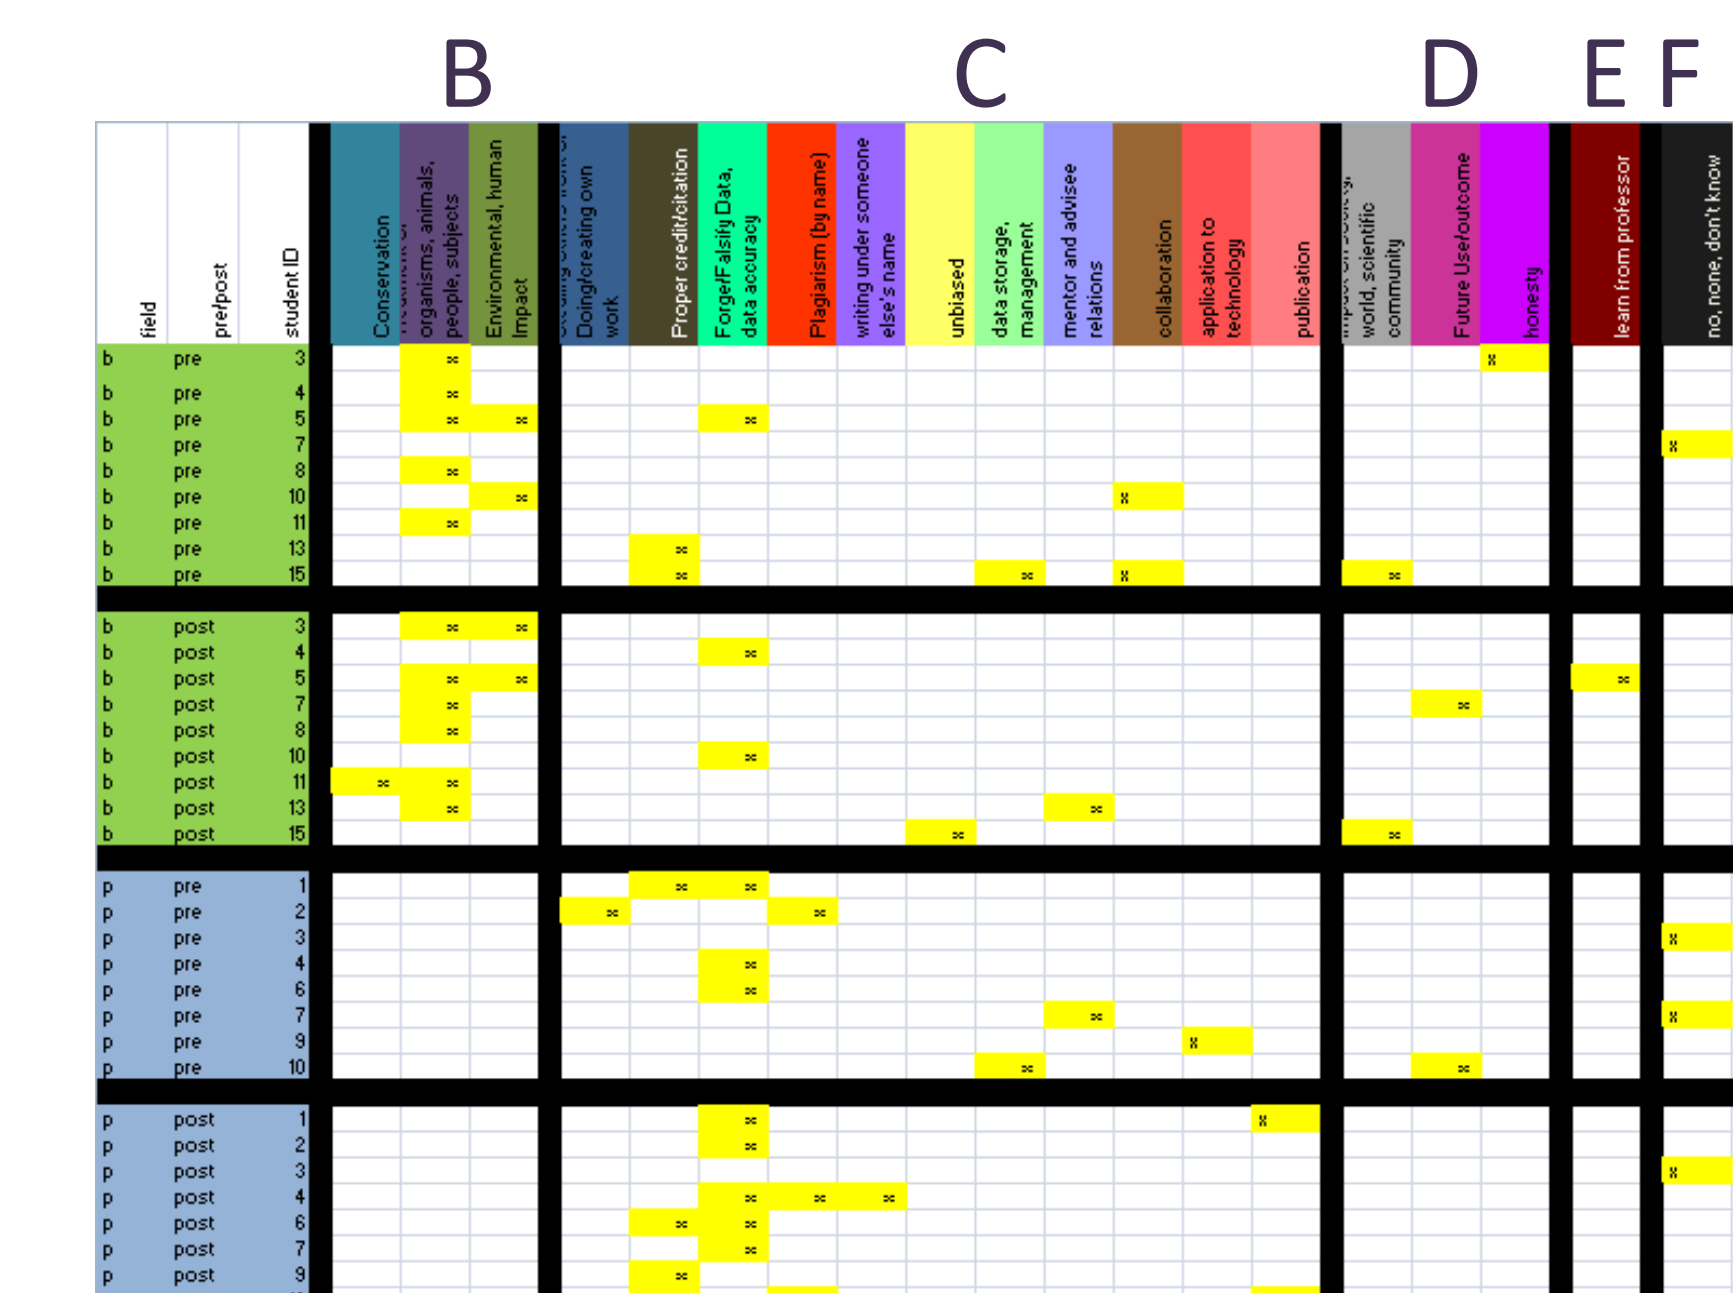 B C D E F
field
pre/post
student ID
Conservation
organisms, animals,
people, subjects
Environmental, human
Impact
Doing/creating own
work
Proper credit/citation
Forge/Falsify Data,
data accuracy
Plagiarism (by name)
writing under someone
else's name
unbiased
data storage,
management
mentor and advisee
relations
collaboration
application to
technology
publication
world, scientific
community
Future Use/outcome
honesty
learn from professor
no, none, don't know
b pre 3 x x
b pre 4 x
b pre 5 x x x
b pre 7 x
b pre 8 x
b pre 10 x x
b pre 11 x
b pre 13 x
b pre 15 x x x x
b post 3 x x
b post 4 x
b post 5 x x x
b post 7 x x
b post 8 x
b post 10 x
b post 11 x x
b post 13 x x
b post 15 x x
p pre 1 x x
p pre 2 x x
p pre 3 x
p pre 4 x
p pre 6 x
p pre 7 x x
p pre 9 x
p pre 10 x x
p post 1 x x
p post 2 x
p post 3 x
p post 4 x x x
p post 6 x x
p post 7 x
p post 9 x